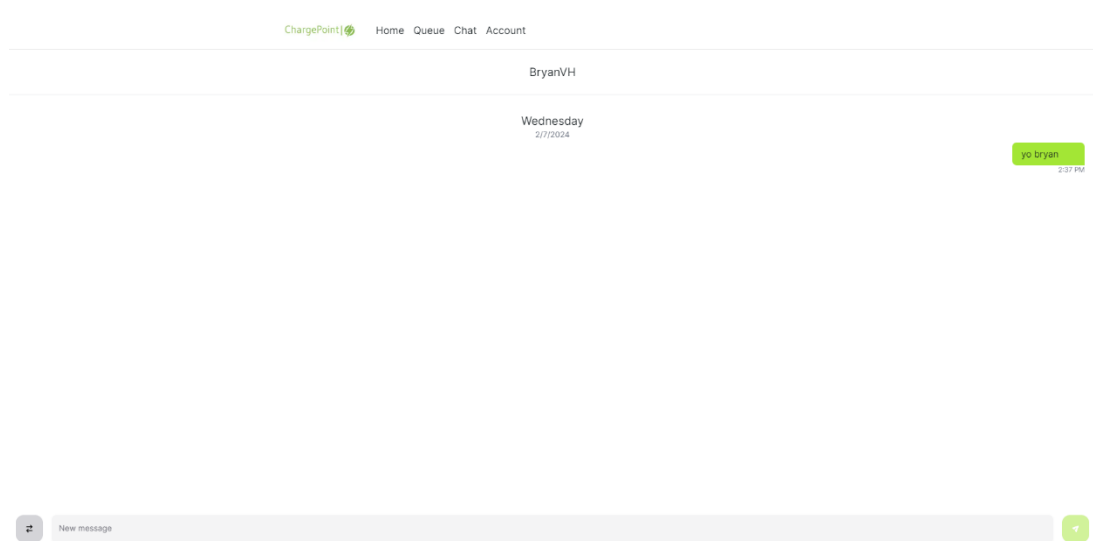 ChargePoint| Home Queue Chat Account
BryanVH
Wednesday
2/7/2024
yo bryan
2:37 PM
New message